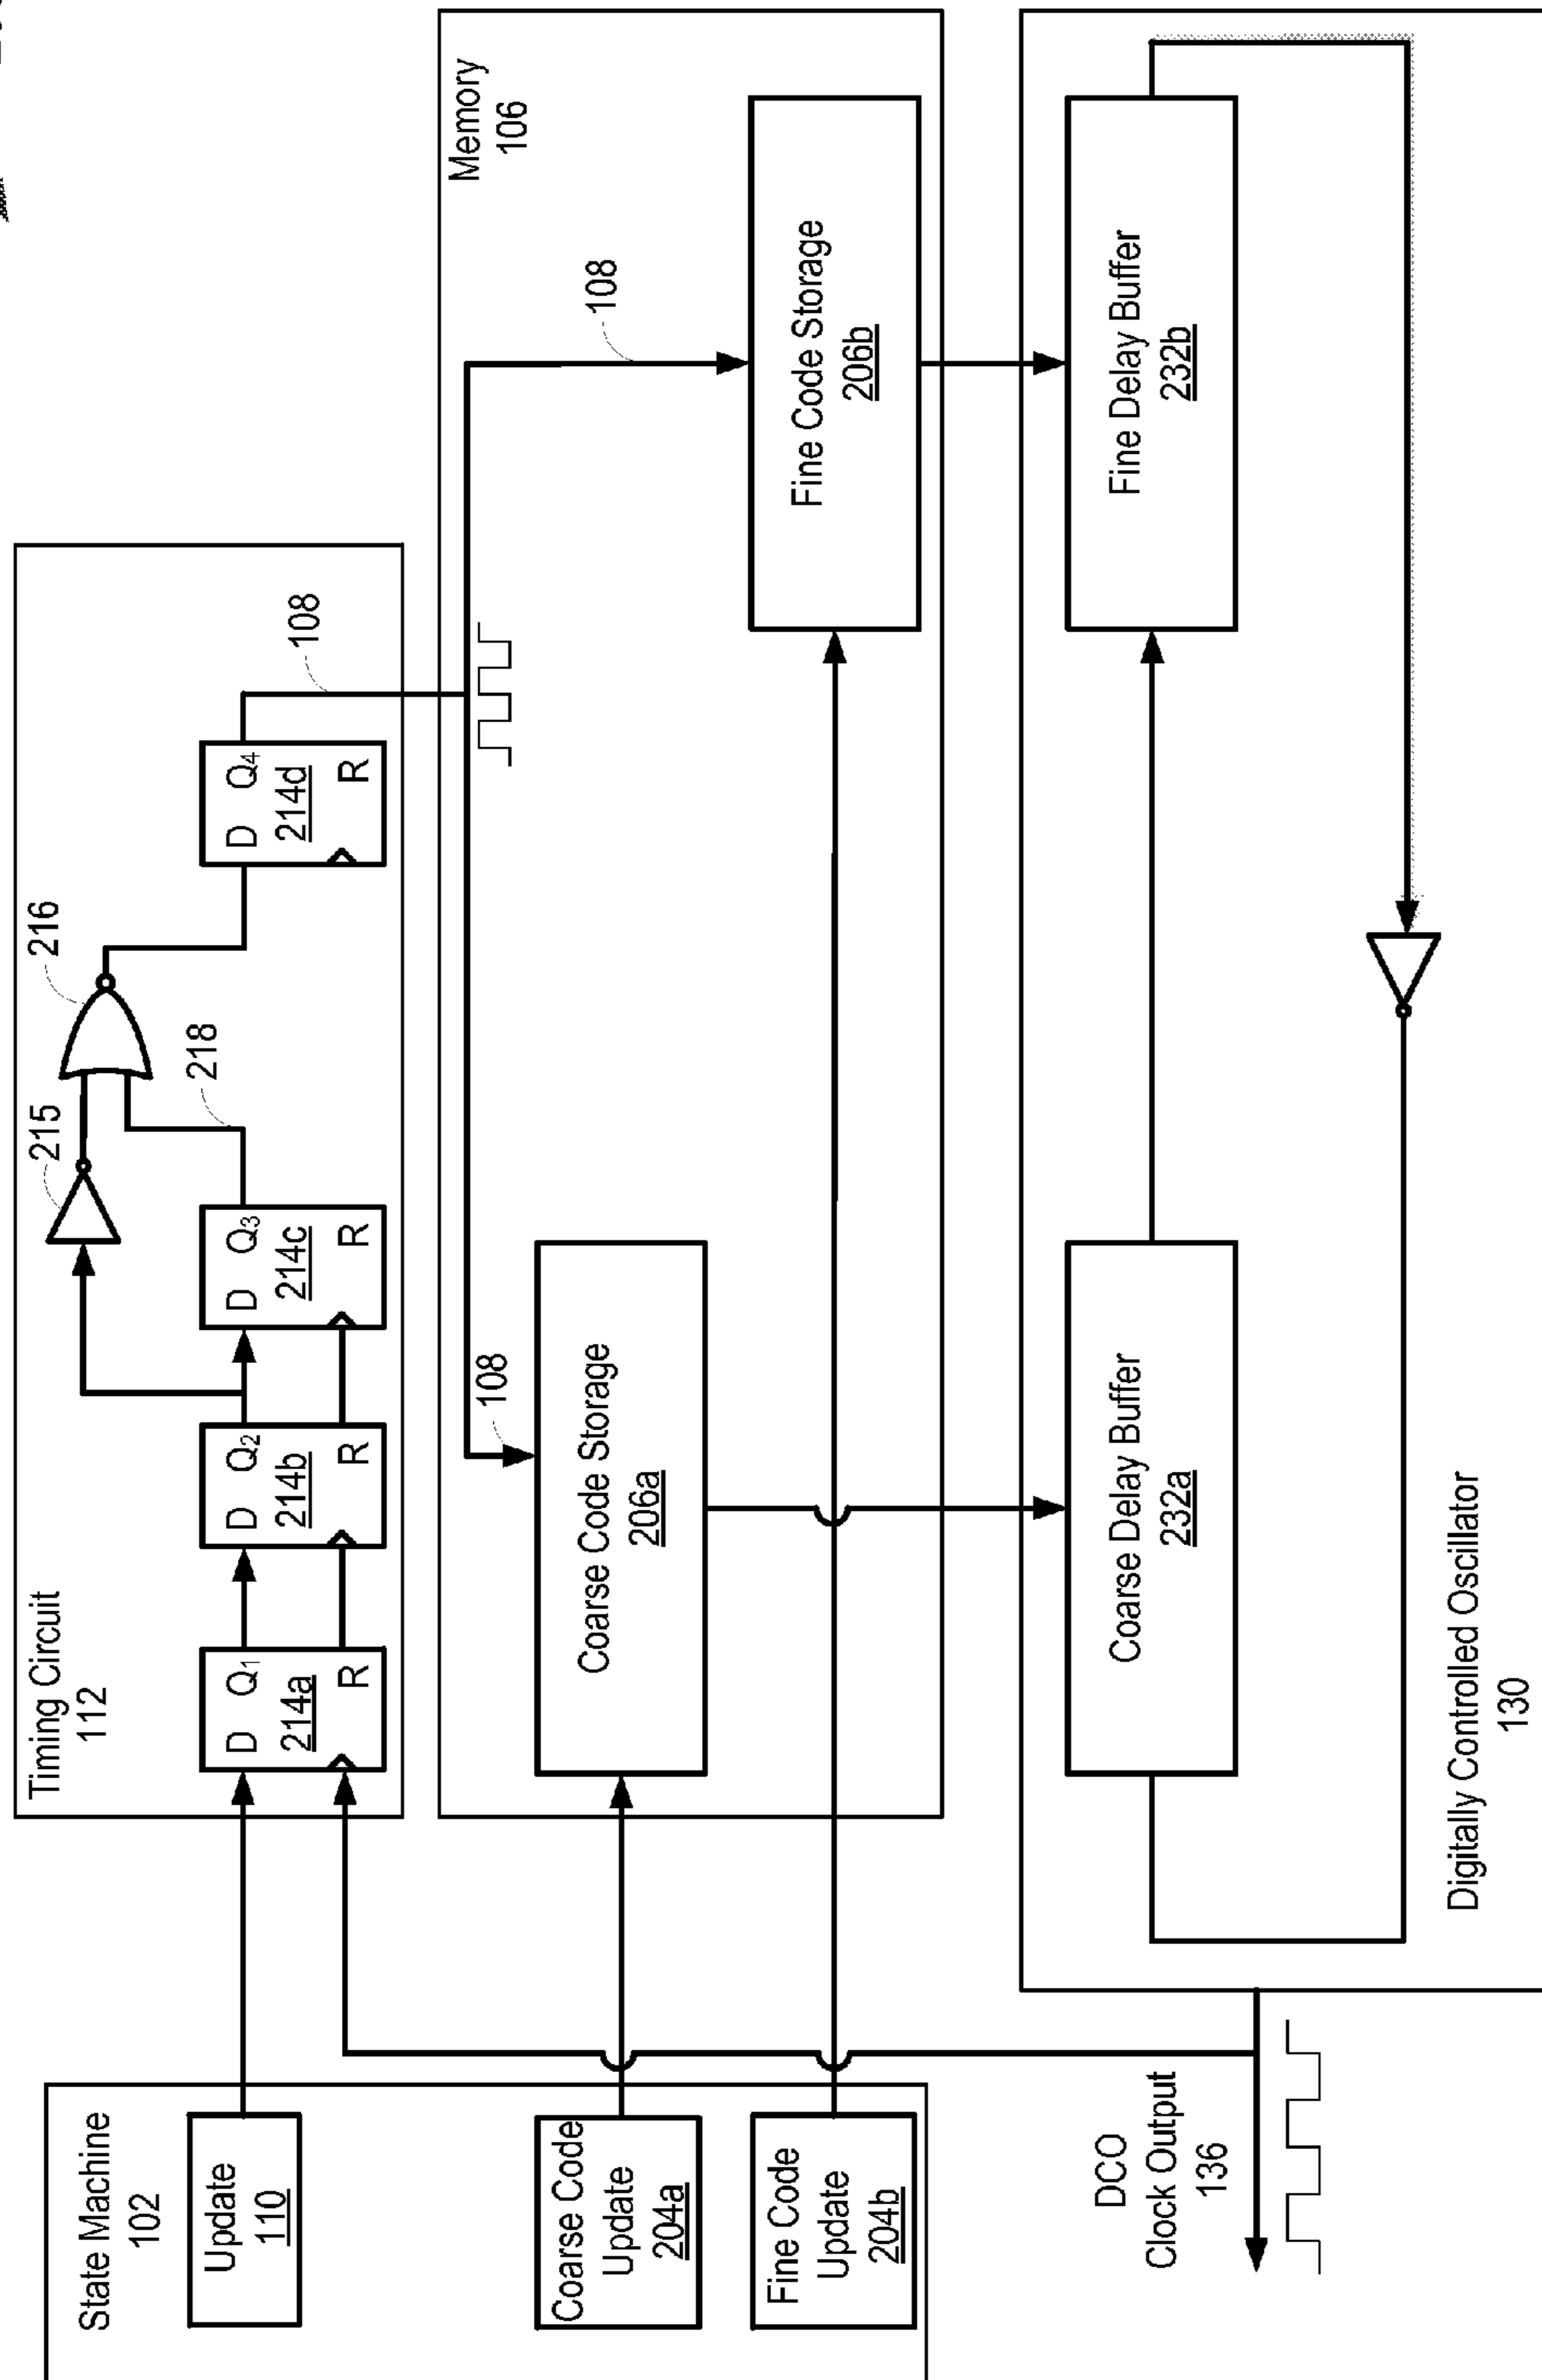 State Machine
102
Update
110
Coarse Code
Update
204a
Fine Code
Update
204b
DCO
Clock Output
136
Timing Circuit
112
D Q1
214a
R
D Q2
214b
R
D Q3
214c
R
215
218
216
D Q4
214d
R
108
Memory
106
108
Coarse Code Storage
206a
108
Fine Code Storage
206b
Coarse Delay Buffer
232a
Fine Delay Buffer
232b
Digitally Controlled Oscillator
130